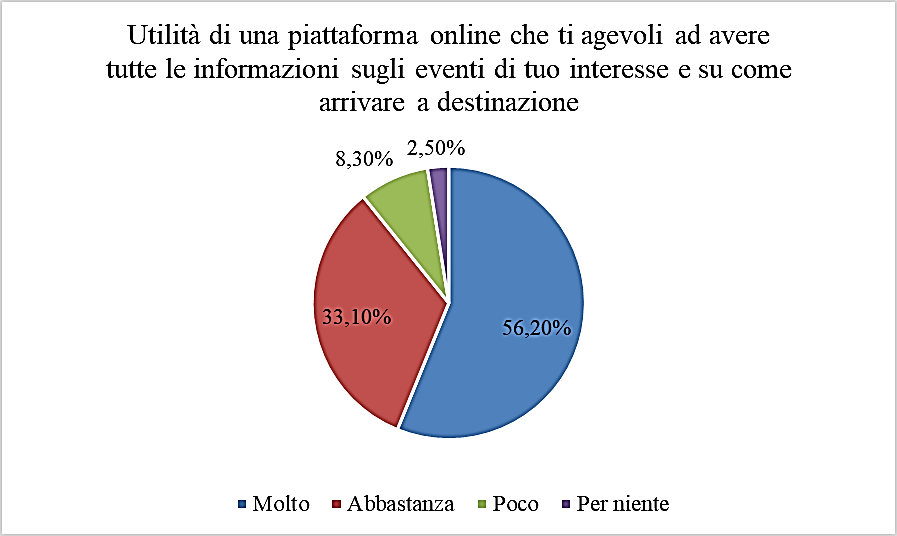 Utilità di una piattaforma online che ti agevoli ad avere
tutte le informazioni sugli eventi di tuo interesse e su come
arrivare a destinazione
2,50%
8,30%
33,10%
56,20%
Molto Abbastanza Poco Per niente